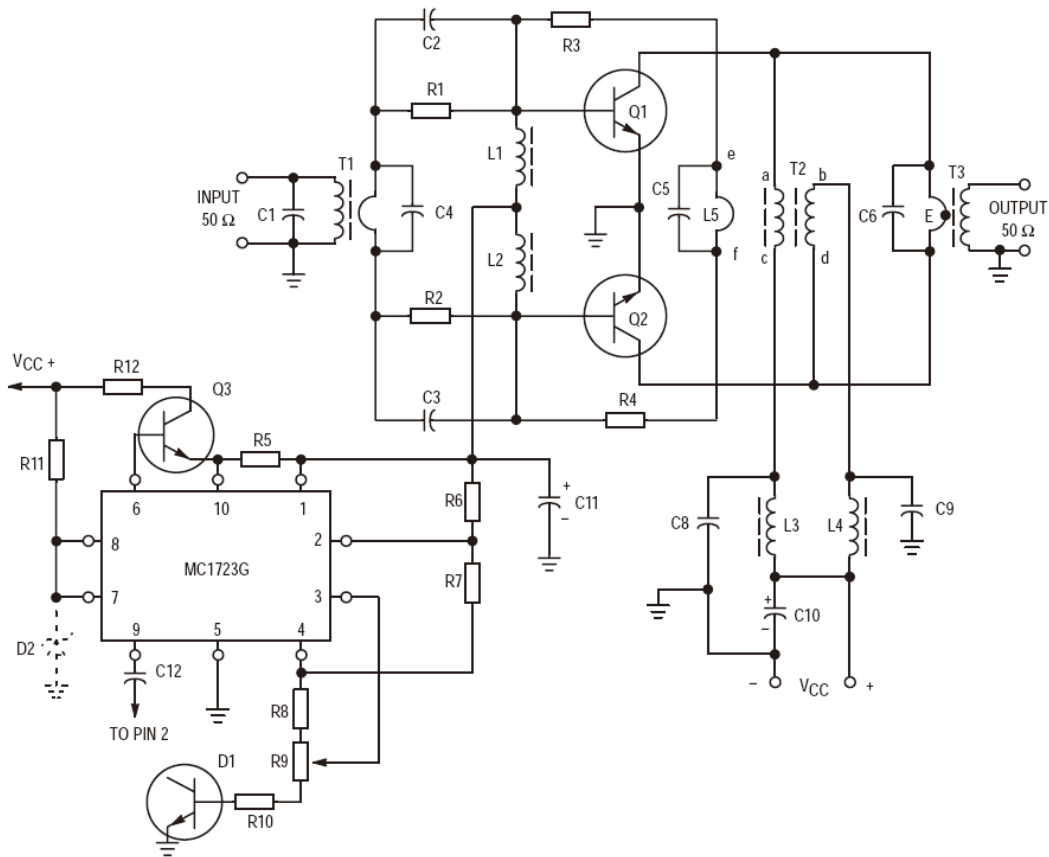 C2
R3
R1
Q1
L1
e
T1
a
T2
b
T3
INPUT
50 Ω
C1
C4
C5
L5
C6
E
OUTPUT
50 Ω
L2
f
c
d
R2
Q2
VCC +
R12
Q3
C3
R4
R11
R5
6
10
1
R6
+
C11
–
C8
L3
L4
C9
8
2
MC1723G
R7
7
3
+
C10
–
D2
9
5
4
C12
– VCC +
TO PIN 2
R8
D1
R9
R10